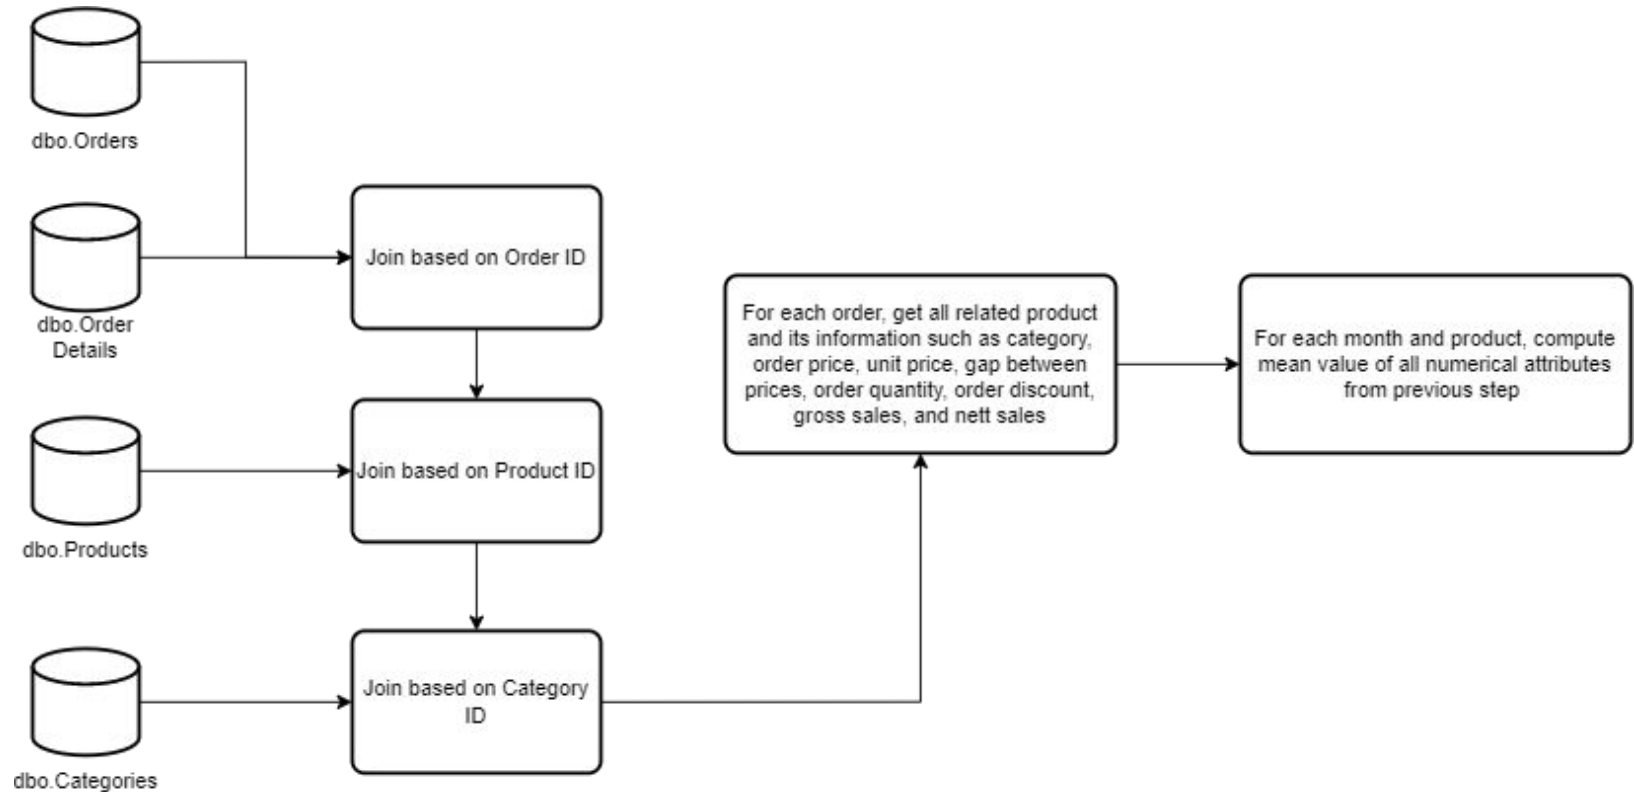 dbo.Orders
dbo.Order
Details
Join based on Order ID
dbo.Products
Join based on Product ID
dbo.Categories
Join based on Category
ID
For each order, get all related product
and its information such as category,
order price, unit price, gap between
prices, order quantity, order discount,
gross sales, and nett sales
For each month and product, compute
mean value of all numerical attributes
from previous step